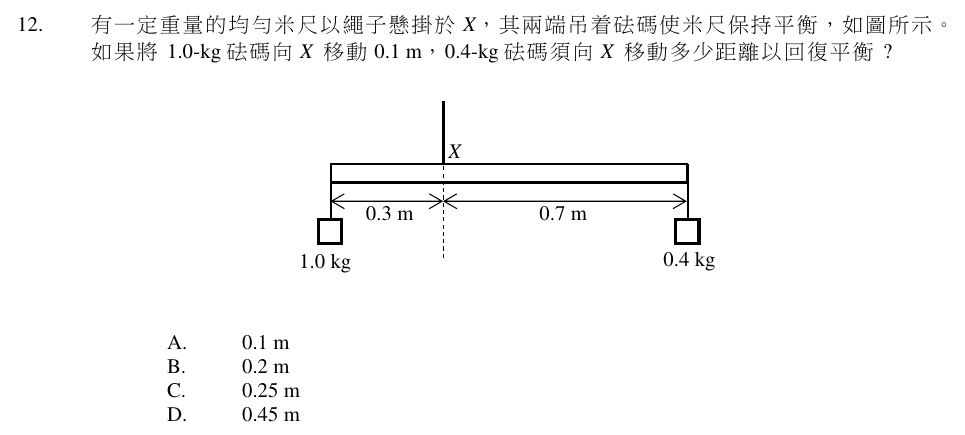 12. 有一定重量的均勻米尺以繩子懸掛於 X，其兩端吊着砝碼使米尺保持平衡，如圖所示。
如果將 1.0-kg 砝碼向 X 移動 0.1 m，0.4-kg 砝碼須向 X 移動多少距離以回復平衡？
X
0.3 m 0.7 m
1.0 kg 0.4 kg
A. 0.1 m
B. 0.2 m
C. 0.25 m
D. 0.45 m